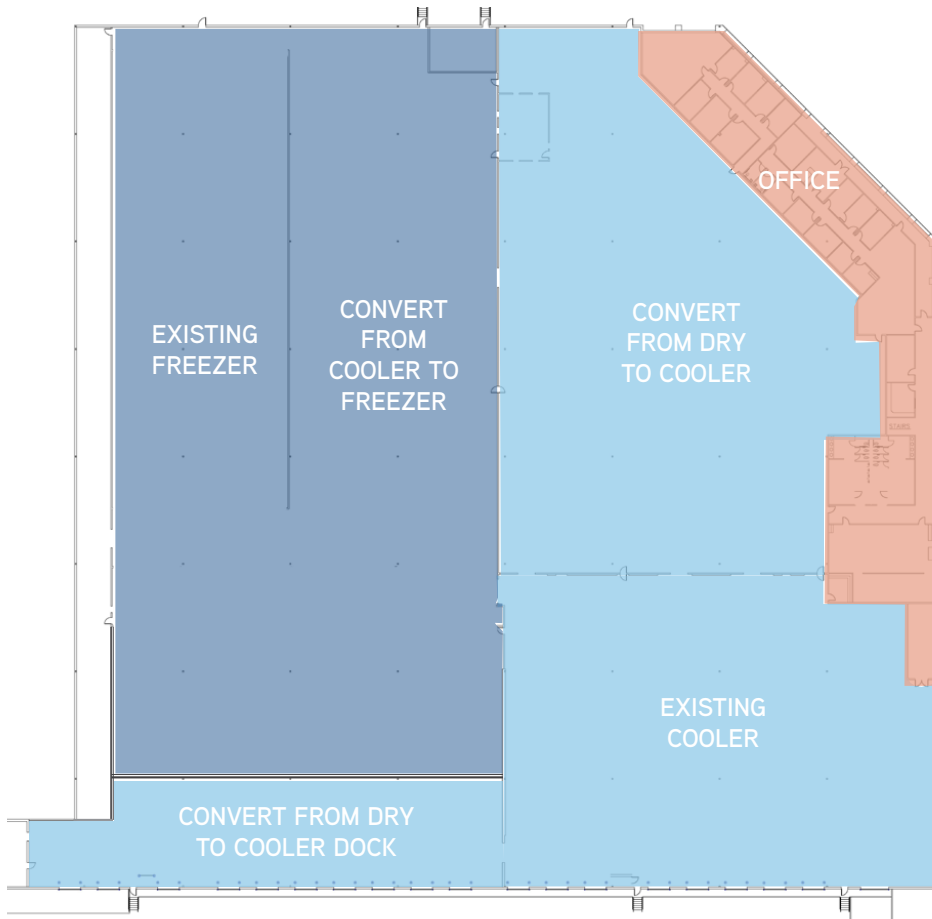 OFFICE
EXISTING
FREEZER
CONVERT
FROM
COOLER TO
FREEZER
CONVERT
FROM DRY
TO COOLER
EXISTING
COOLER
CONVERT FROM DRY
TO COOLER DOCK